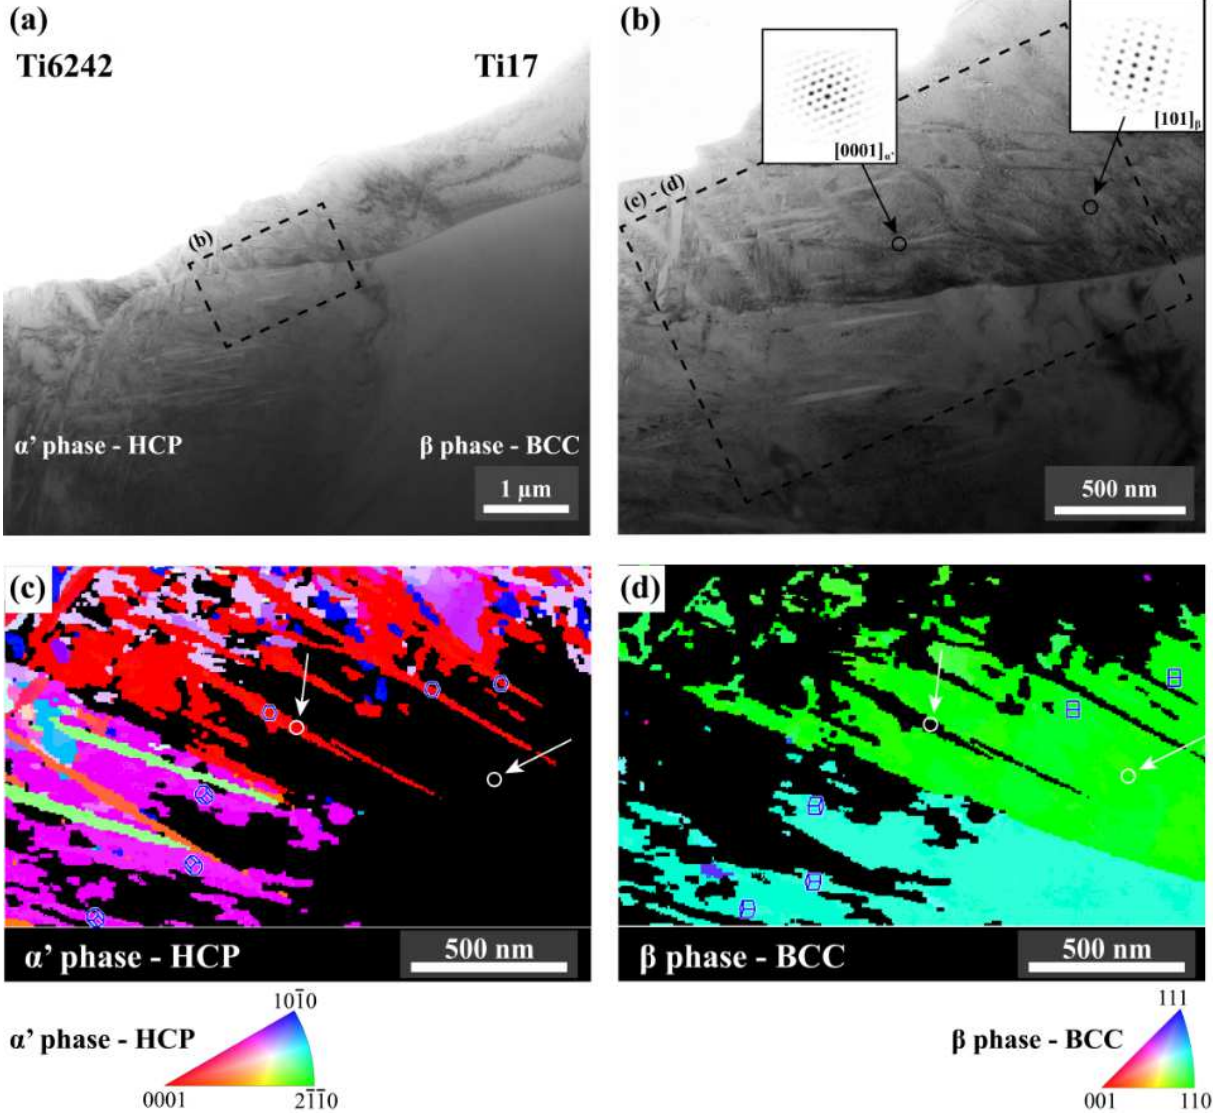 (a)
Ti6242
Ti17
(b)
α' phase - HCP
β phase - BCC
1 µm
(b)
[0001]α'
[101]β
(c) - (d)
500 nm
(c)
α' phase - HCP
500 nm
(d)
β phase - BCC
500 nm
α' phase - HCP
101̄0
0001
21̄1̄0
β phase - BCC
111
001
110